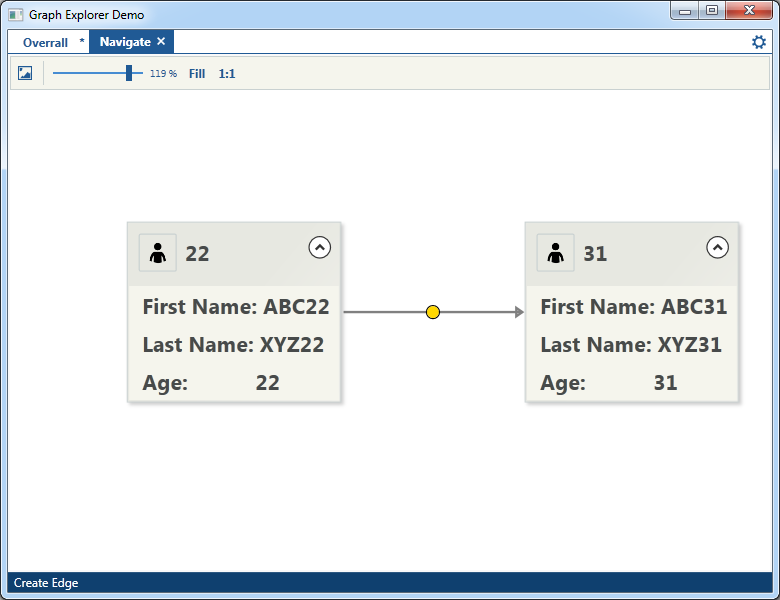 Graph Explorer Demo
Overrall * Navigate ×
119 % Fill 1:1
22
First Name: ABC22
Last Name: XYZ22
Age: 22
31
First Name: ABC31
Last Name: XYZ31
Age: 31
Create Edge